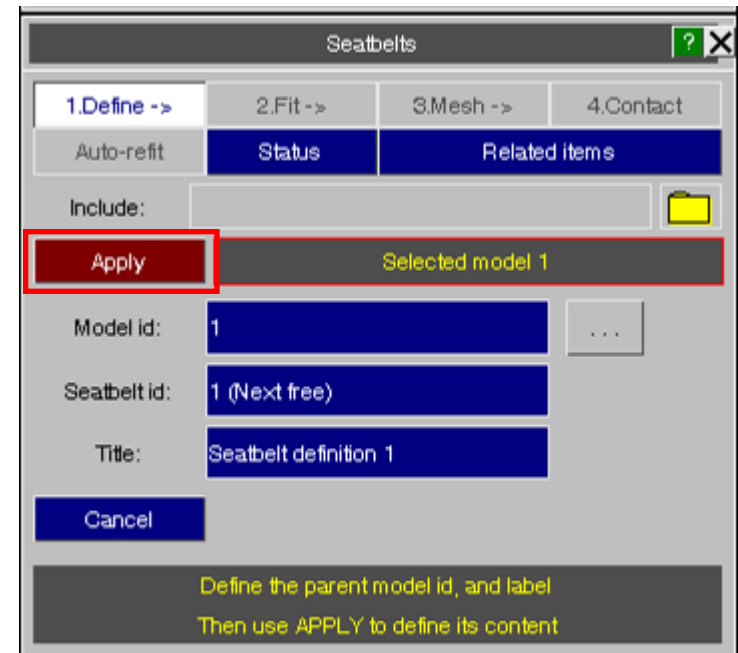 Seatbelts ? X
1.Define -> 2.Fit -> 3.Mesh -> 4.Contact
Auto-refit Status Related items
Include:
Apply Selected model 1
Model id: 1 ...
Seatbelt id: 1 (Next free)
Title: Seatbelt definition 1
Cancel
Define the parent model id, and label
Then use APPLY to define its content